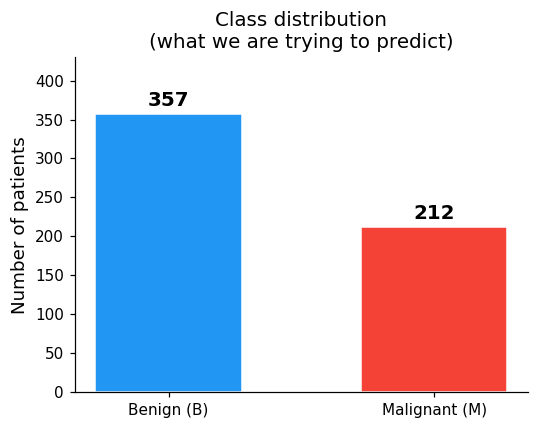 Class distribution
(what we are trying to predict)
Number of patients
400
350
300
250
200
150
100
50
0
357
212
Benign (B)
Malignant (M)